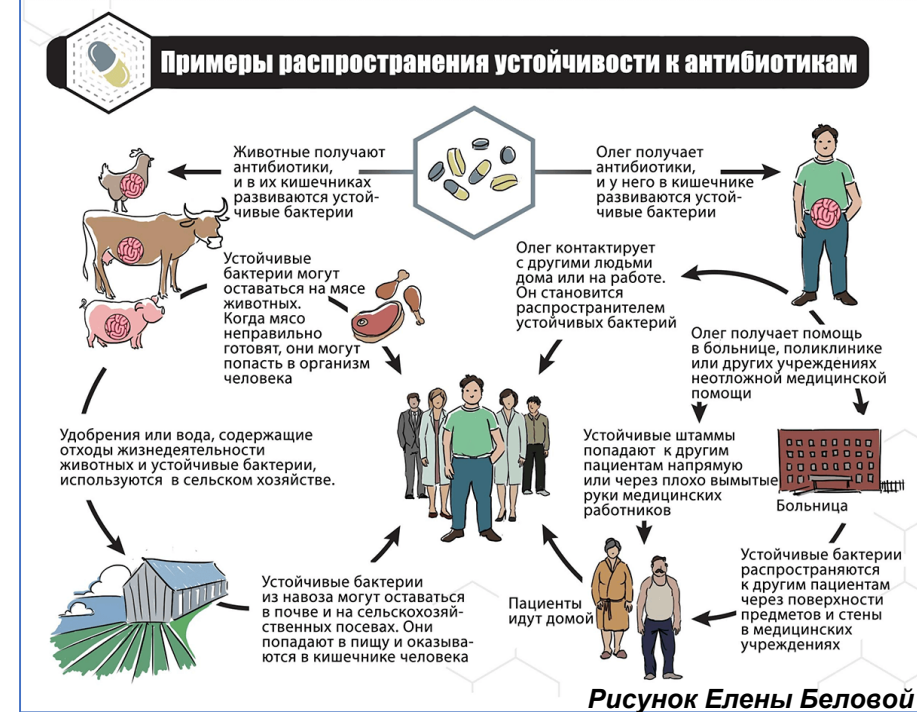 Примеры распространения устойчивости к антибиотикам
Животные получают
антибиотики,
и в их кишечниках
развиваются устой-
чивые бактерии
Олег получает
антибиотики,
и у него в кишечнике
развиваются устой-
чивые бактерии
Устойчивые
бактерии могут
оставаться на мясе
животных.
Когда мясо
неправильно
готовят, они могут
попасть в организм
человека
Олег контактирует
с другими людьми
дома или на работе.
Он становится
распространителем
устойчивых бактерий
Олег получает помощь
в больнице, поликлинике
или других учреждениях
неотложной медицинской
помощи
Удобрения или вода, содержащие
отходы жизнедеятельности
животных и устойчивые бактерии,
используются в сельском хозяйстве.
Устойчивые штаммы
попадают к другим
пациентам напрямую
или через плохо вымытые
руки медицинских
работников
Больница
Устойчивые бактерии
из навоза могут оставаться
в почве и на сельскохозяй-
ственных посевах. Они
попадают в пищу и оказыва-
ются в кишечнике человека
Пациенты
идут домой
Устойчивые бактерии
распространяются
к другим пациентам
через поверхности
предметов и стены
в медицинских
учреждениях
Рисунок Елены Беловой